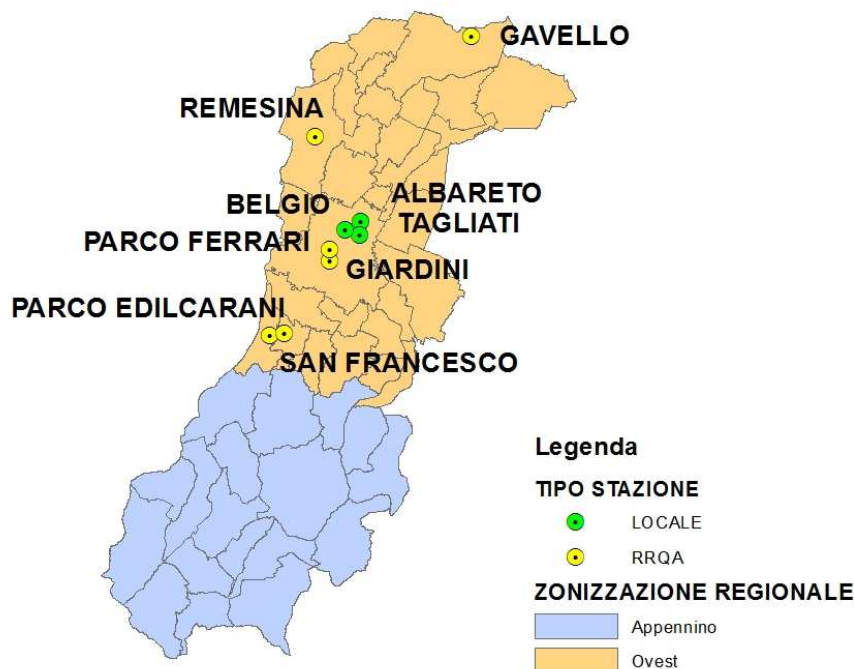 GAVELLO
REMESINA
ALBARETO
BELGIO
TAGLIATI
PARCO FERRARI
GIARDINI
PARCO EDILCARANI
SAN FRANCESCO
Legenda
TIPO STAZIONE
LOCALE
RRQA
ZONIZZAZIONE REGIONALE
Appennino
Ovest